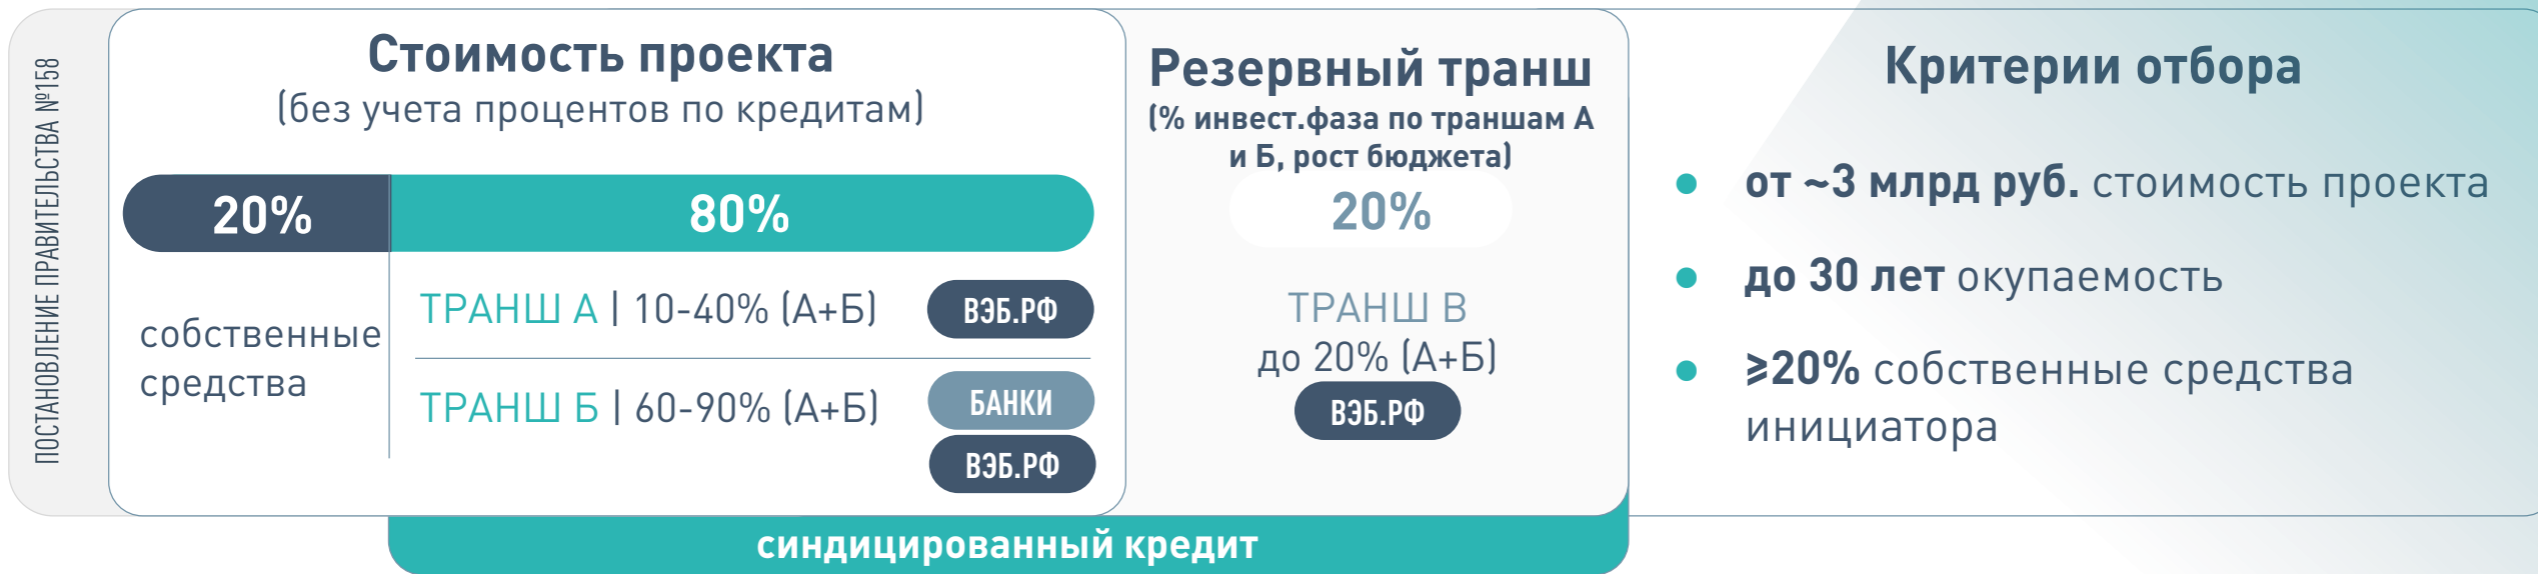 ПОСТАНОВЛЕНИЕ ПРАВИТЕЛЬСТВА №158
Стоимость проекта
(без учета процентов по кредитам)
20%
80%
собственные
средства
ТРАНШ А | 10-40% (А+Б)
ВЭБ.РФ
ТРАНШ Б | 60-90% (А+Б)
БАНКИ
ВЭБ.РФ
Резервный транш
(% инвест.фаза по траншам А
и Б, рост бюджета)
20%
ТРАНШ В
до 20% (А+Б)
ВЭБ.РФ
синдицированный кредит
Критерии отбора
● от ~3 млрд руб. стоимость проекта
● до 30 лет окупаемость
● ≥20% собственные средства
инициатора